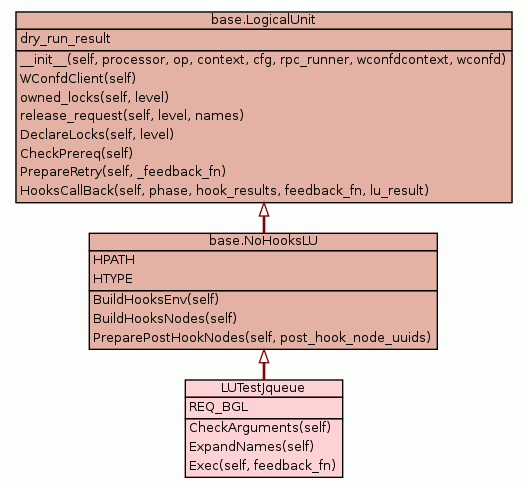 base.LogicalUnit
dry_run_result
__init__(self, processor, op, context, cfg, rpc_runner, wconfdcontext, wconfd)
WConfdClient(self)
owned_locks(self, level)
release_request(self, level, names)
DeclareLocks(self, level)
CheckPrereq(self)
PrepareRetry(self, _feedback_fn)
HooksCallBack(self, phase, hook_results, feedback_fn, lu_result)
base.NoHooksLU
HPATH
HTYPE
BuildHooksEnv(self)
BuildHooksNodes(self)
PreparePostHookNodes(self, post_hook_node_uuids)
LUTestJqueue
REQ_BGL
CheckArguments(self)
ExpandNames(self)
Exec(self, feedback_fn)